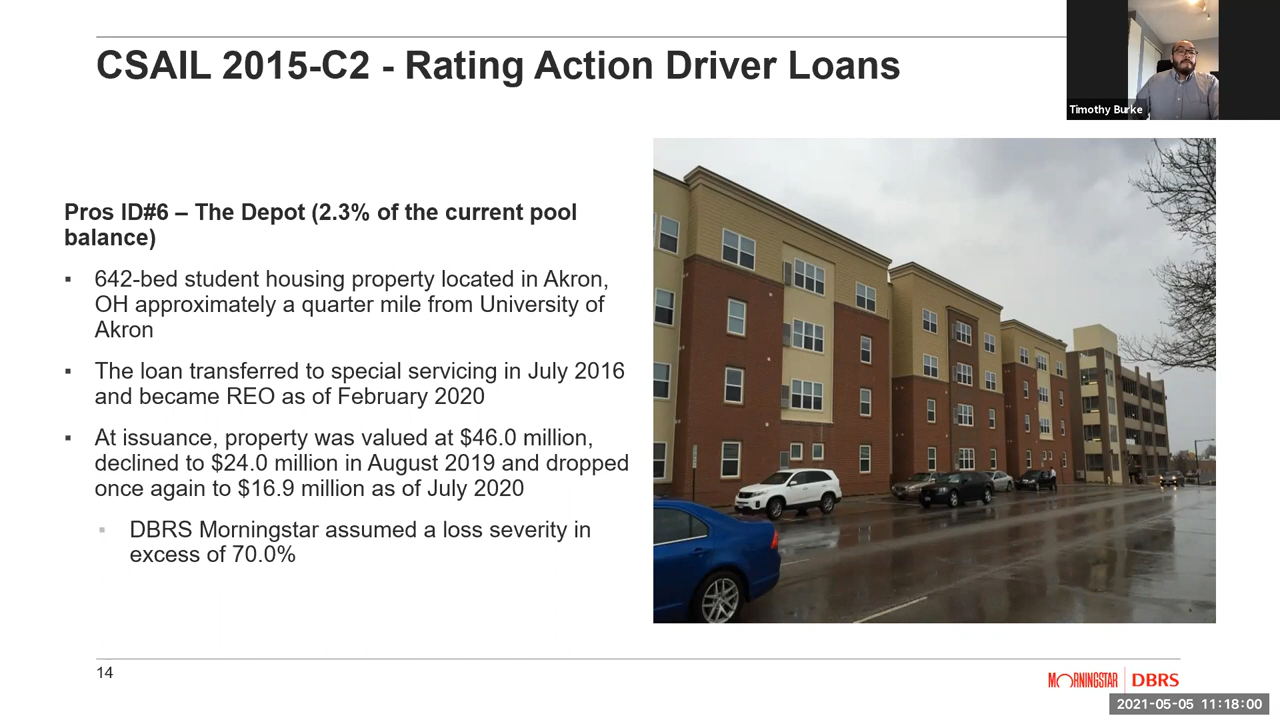 CSAIL 2015-C2 - Rating Action Driver Loans
Timothy Burke
Pros ID#6 – The Depot (2.3% of the current pool
balance)
▪ 642-bed student housing property located in Akron,
OH approximately a quarter mile from University of
Akron
▪ The loan transferred to special servicing in July 2016
and became REO as of February 2020
▪ At issuance, property was valued at $46.0 million,
declined to $24.0 million in August 2019 and dropped
once again to $16.9 million as of July 2020
▪ DBRS Morningstar assumed a loss severity in
excess of 70.0%
14
MORNINGSTAR | DBRS
2021-05-05 11:18:00